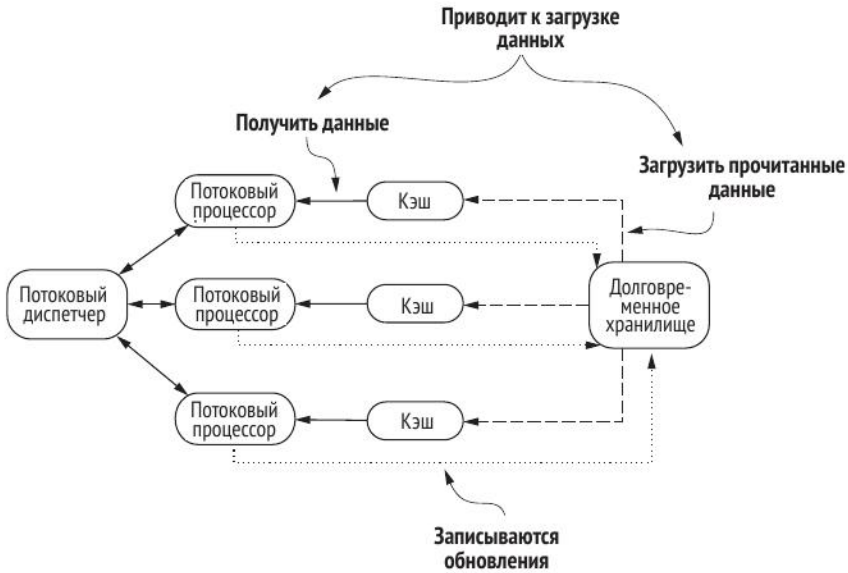 Приводит к загрузке
данных
Получить данные
Загрузить прочитанные
данные
Потоковый
процессор
Кэш
Потоковый
диспетчер
Потоковый
процессор
Кэш
Долговре-
менное
хранилище
Потоковый
процессор
Кэш
Записываются
обновления